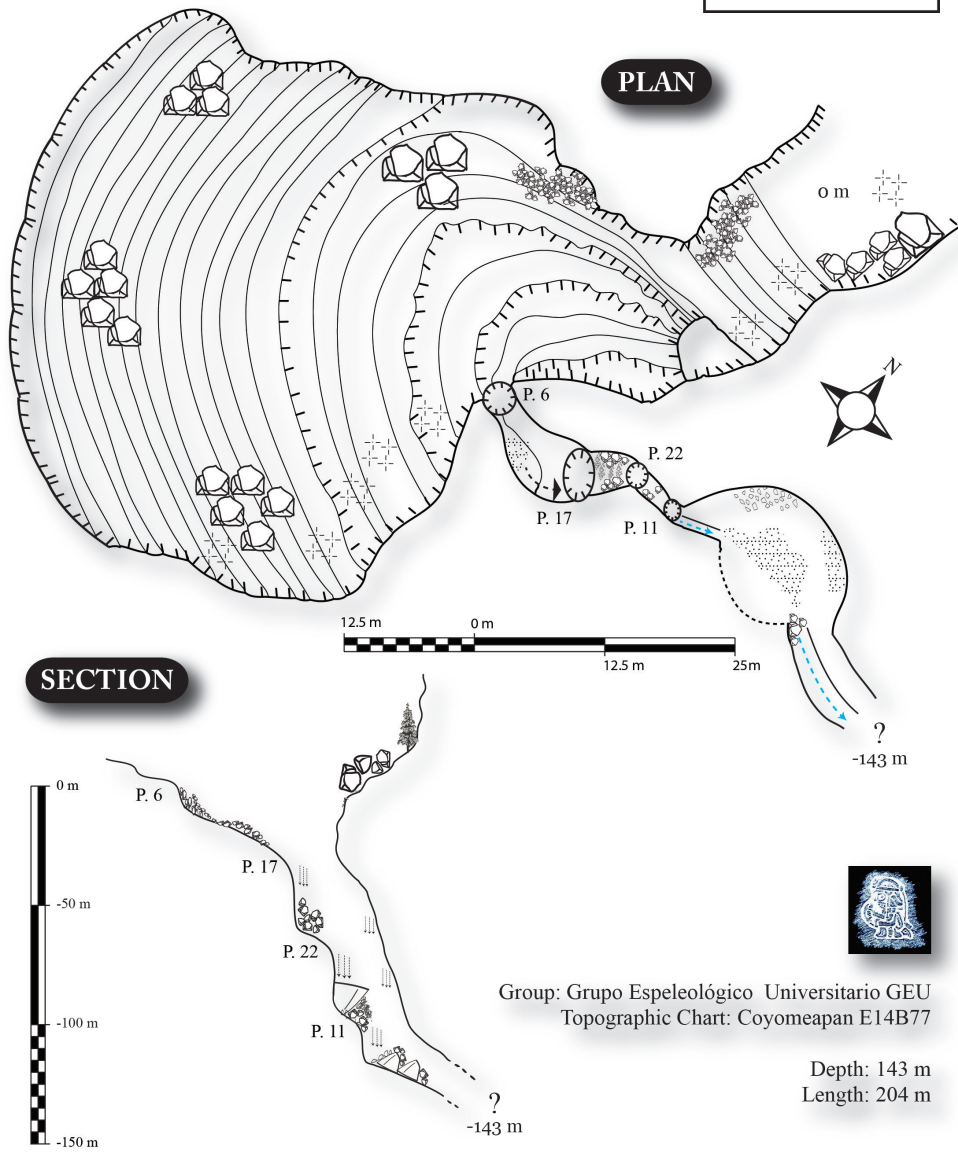 PLAN
o m
N
P. 6
P. 22
P. 17
P. 11
12.5 m
0 m
12.5 m
25m
?
-143 m
SECTION
0 m
P. 6
P. 17
-50 m
P. 22
-100 m
P. 11
?
-143 m
-150 m
Group: Grupo Espeleológico Universitario GEU
Topographic Chart: Coyomeapan E14B77
Depth: 143 m
Length: 204 m